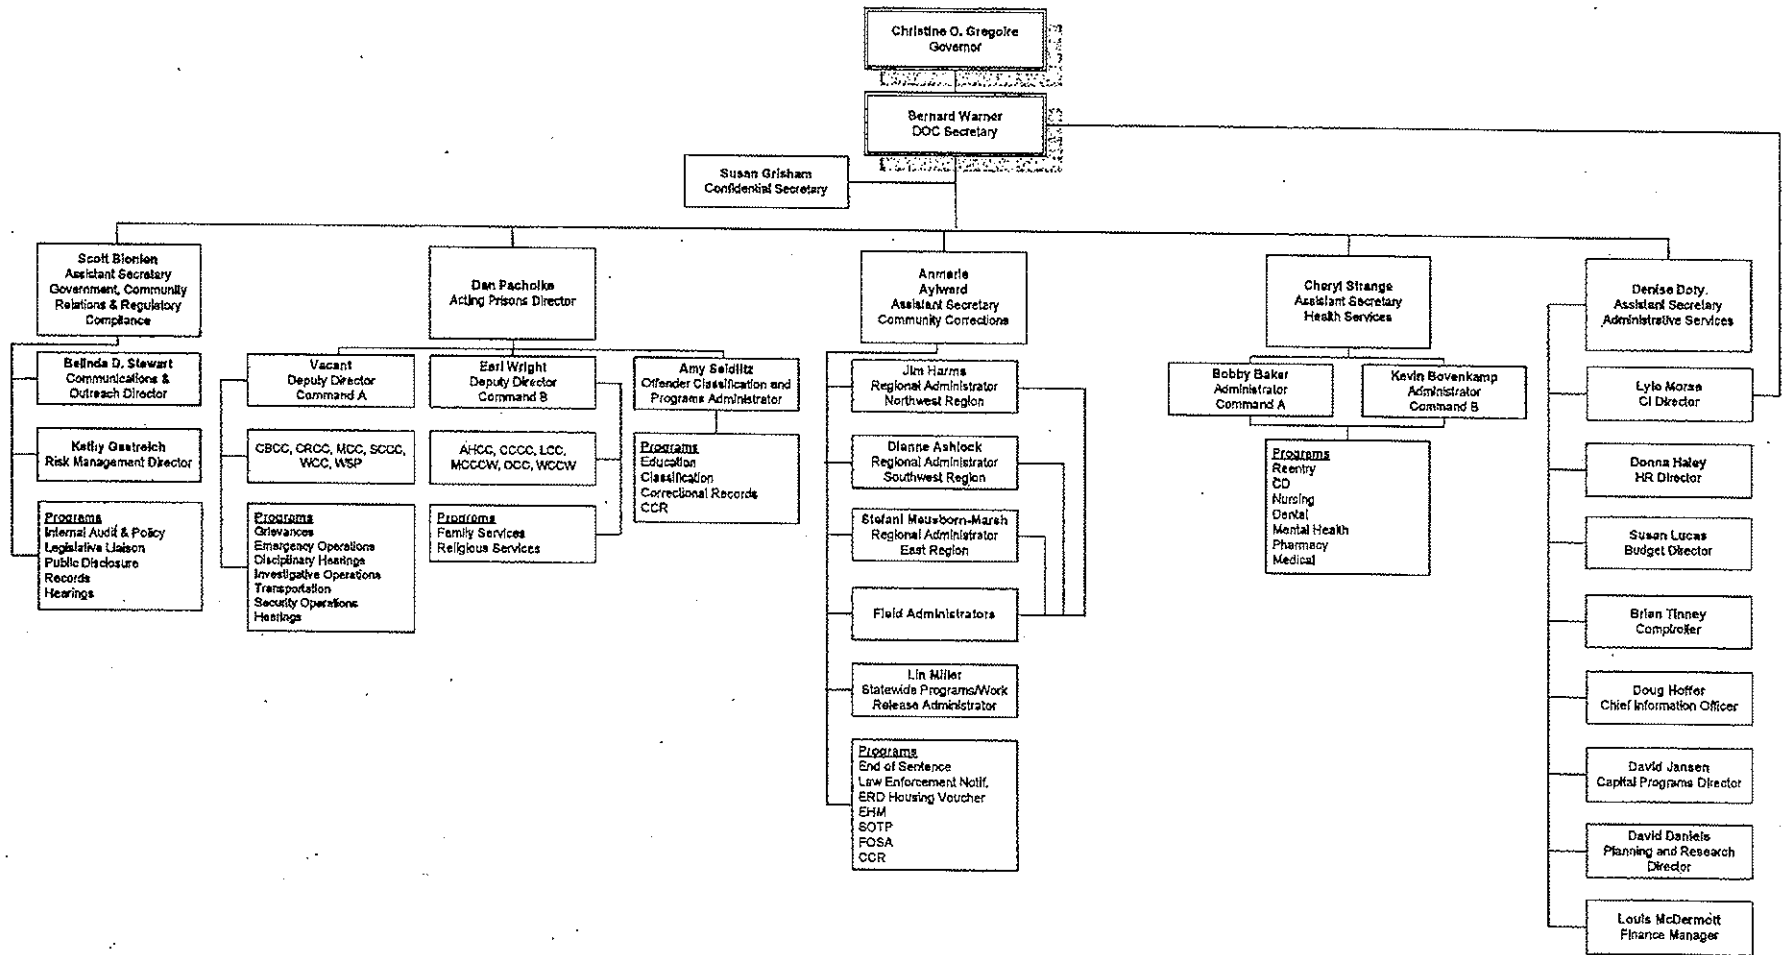 Christine O. Gregoire
Governor
Bernard Warner
DOC Secretary
Susan Grisham
Confidential Secretary
Scott Blonien
Assistant Secretary
Government, Community
Relations & Regulatory
Compliance
Belinda D. Stewart
Communications &
Outreach Director
Kathy Gastreich
Risk Management Director
Programs
Internal Audit & Policy
Legislative Liaison
Public Disclosure
Records
Hearings
Dan Pacholke
Acting Prisons Director
Vacant
Deputy Director
Command A
CBCC, CRCC, MCC, SCCC,
WCC, WSP
Programs
Grievances
Emergency Operations
Disciplinary Hearings
Investigative Operations
Transportation
Security Operations
Hearings
Earl Wright
Deputy Director
Command B
AHCC, CCCC, LCC,
MCCCW, OCC, WCCW
Programs
Family Services
Religious Services
Amy Seidlitz
Offender Classification and
Programs Administrator
Programs
Education
Classification
Correctional Records
CCR
Anmarie
Aylward
Assistant Secretary
Community Corrections
Jim Harms
Regional Administrator
Northwest Region
Dianne Ashlock
Regional Administrator
Southwest Region
Stefani Meusborn-Marsh
Regional Administrator
East Region
Field Administrators
Lin Miller
Statewide Programs/Work
Release Administrator
Programs
End of Sentence
Law Enforcement Notif.
ERD Housing Voucher
EHM
SOTP
FOSA
CCR
Cheryl Strange
Assistant Secretary
Health Services
Bobby Baker
Administrator
Command A
Kevin Bovenkamp
Administrator
Command B
Programs
Reentry
CD
Nursing
Dental
Mental Health
Pharmacy
Medical
Denise Doty,
Assistant Secretary
Administrative Services
Lyle Morse
CI Director
Donna Haley
HR Director
Susan Lucas
Budget Director
Brian Tinney
Comptroller
Doug Hoffer
Chief Information Officer
David Jansen
Capital Programs Director
David Daniels
Planning and Research
Director
Louis McDermott
Finance Manager